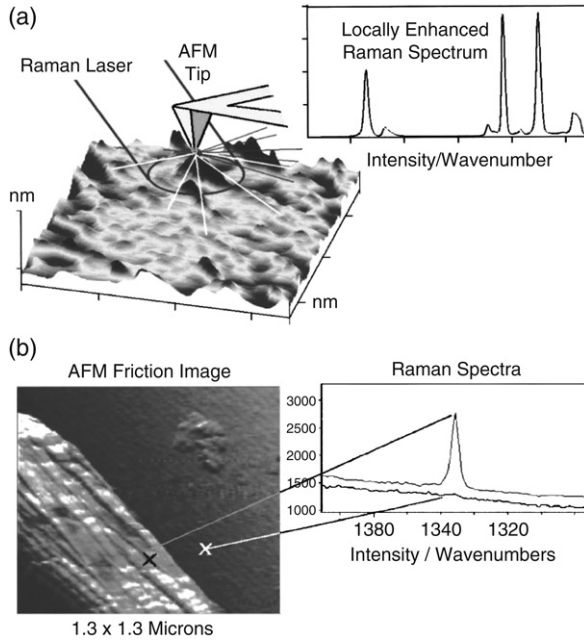 (a)
AFM
Tip
Raman Laser
Locally Enhanced
Raman Spectrum
Intensity/Wavenumber
nm
nm
(b)
AFM Friction Image
Raman Spectra
3000
2500
2000
1500
1000
1380
1340
1320
Intensity / Wavenumbers
1.3 x 1.3 Microns